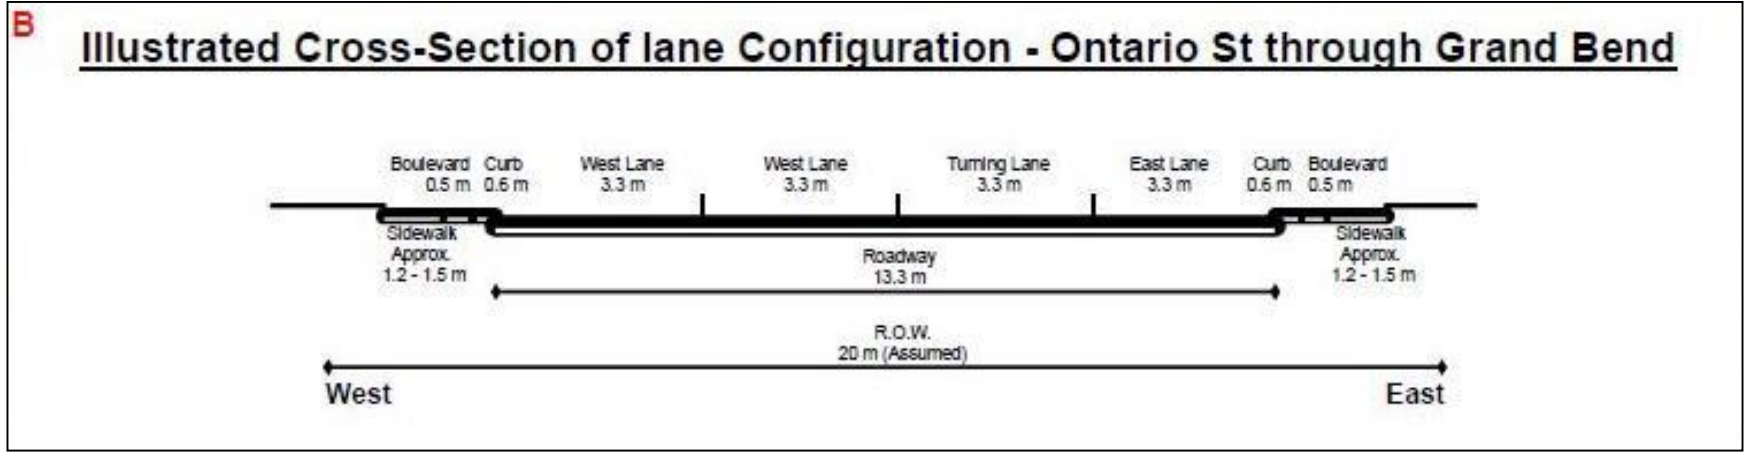 B
Illustrated Cross-Section of lane Configuration - Ontario St through Grand Bend
Boulevard Curb West Lane West Lane Turning Lane East Lane Curb Boulevard
0.5 m 0.6 m 3.3 m 3.3 m 3.3 m 3.3 m 0.6 m 0.5 m
Sidewalk Sidewalk
Approx. Roadway Approx.
1.2 - 1.5 m 13.3 m 1.2 - 1.5 m
R.O.W.
20 m (Assumed)
West East